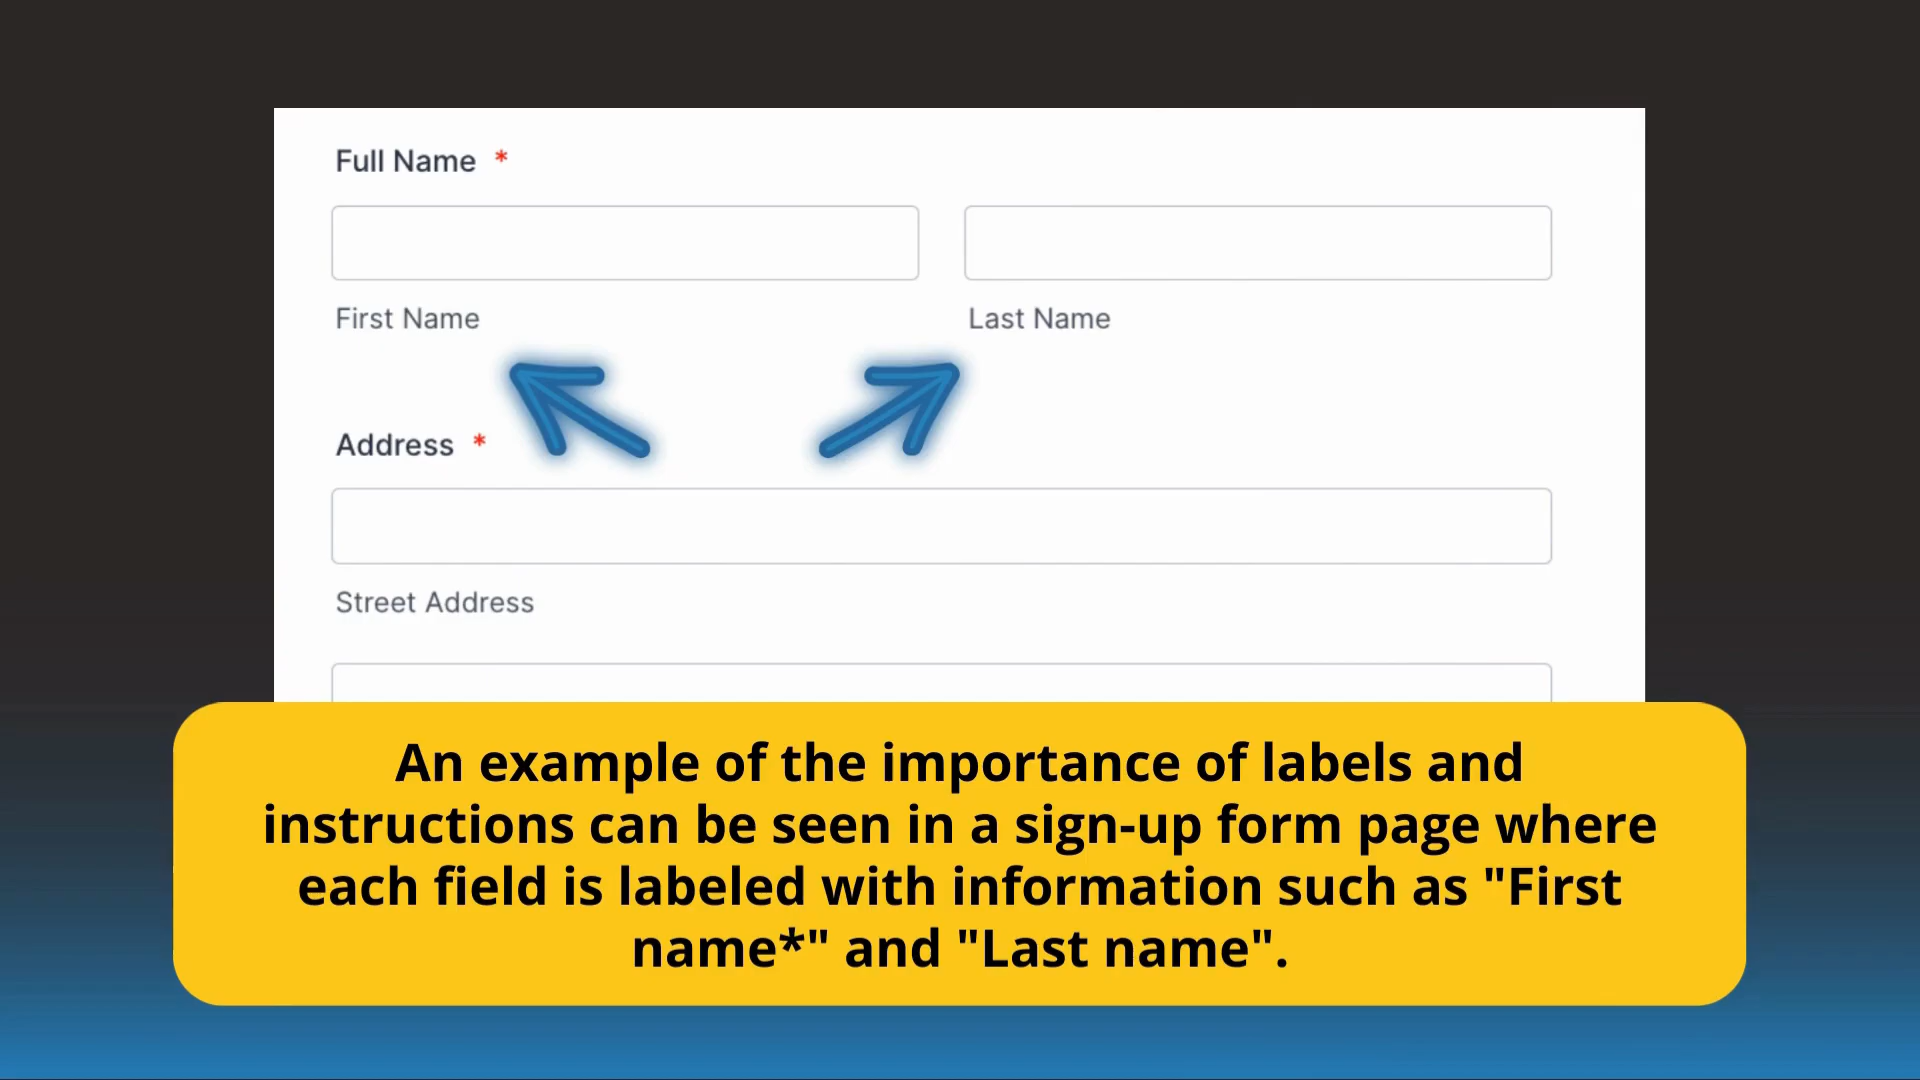 Full Name *
First Name
Last Name
Address *
Street Address
An example of the importance of labels and
instructions can be seen in a sign-up form page where
each field is labeled with information such as "First
name*" and "Last name".